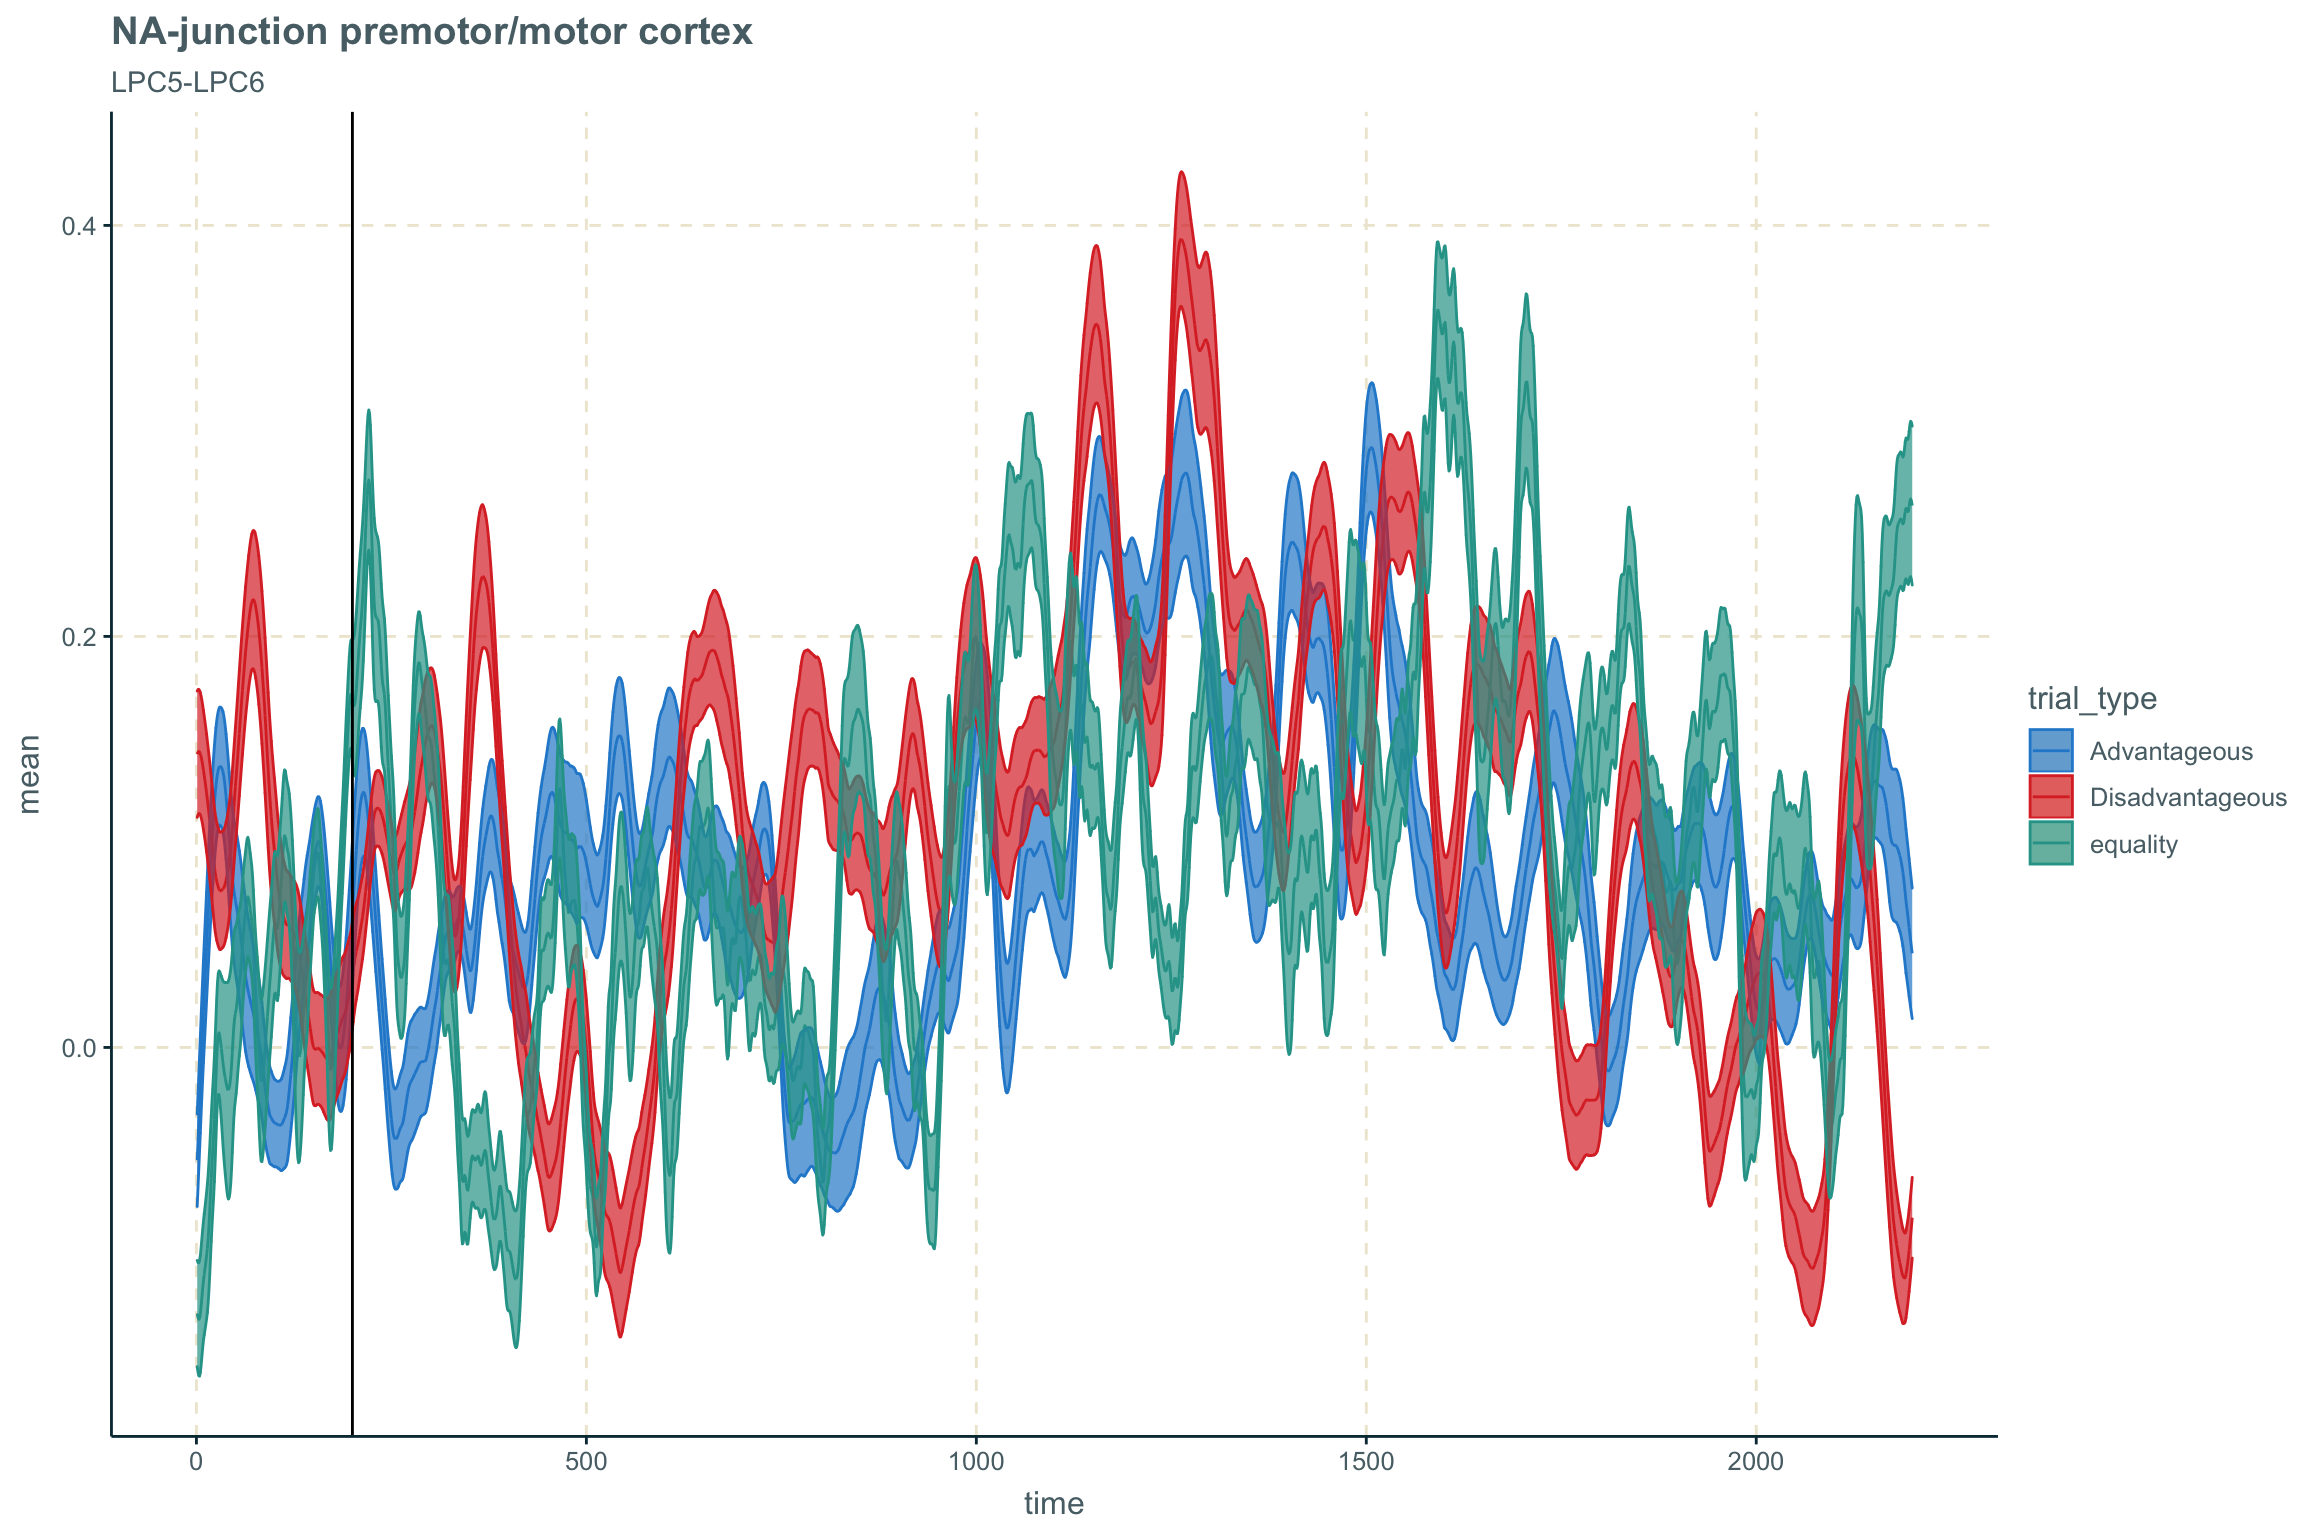 NA-junction premotor/motor cortex
LPC5-LPC6
mean
0.4
0.2
0.0
0
500
1000
1500
2000
time
trial_type
Advantageous
Disadvantageous
equality